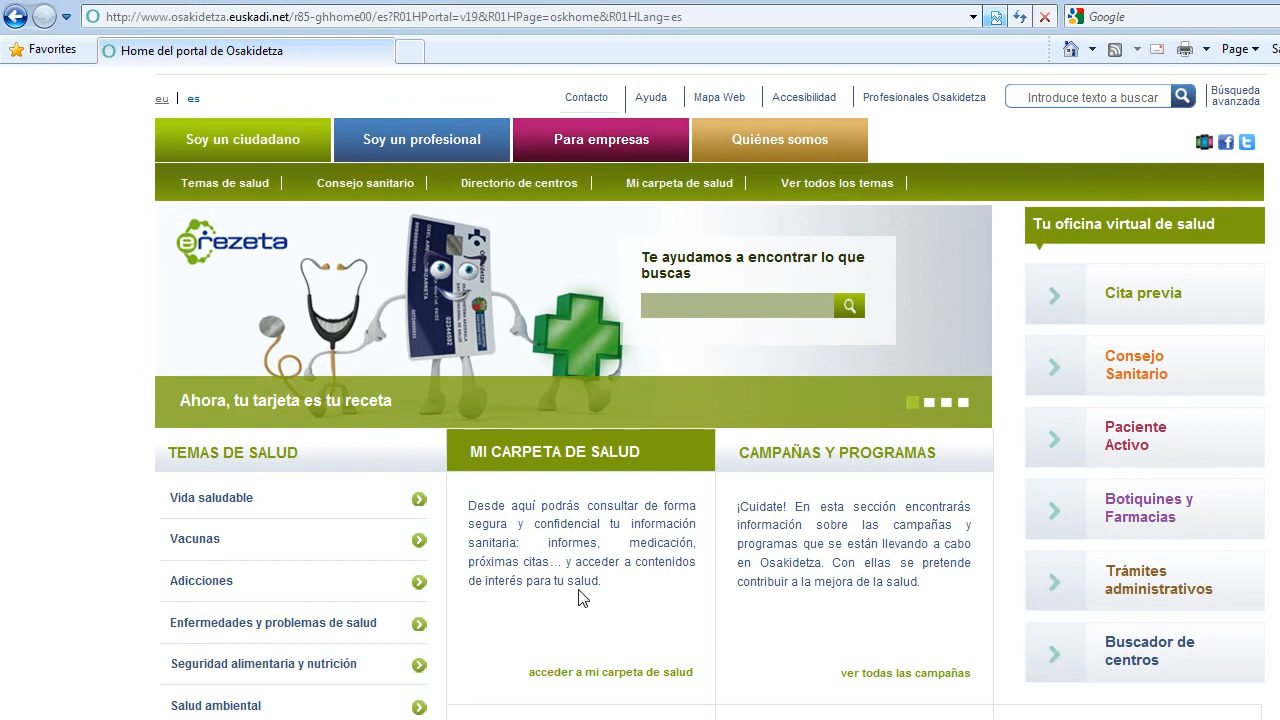 http://www.osakidetza.euskadi.net/r85-ghhome00/es?R01HPortal=v19&R01HPage=oskhome&R01HLang=es
Google
Favorites
Home del portal de Osakidetza
Page
eu
es
Contacto
Ayuda
Mapa Web
Accesibilidad
Profesionales Osakidetza
Introduce texto a buscar
Búsqueda
avanzada
Soy un ciudadano
Soy un profesional
Para empresas
Quiénes somos
Temas de salud
Consejo sanitario
Directorio de centros
Mi carpeta de salud
Ver todos los temas
erezeta
Te ayudamos a encontrar lo que
buscas
Ahora, tu tarjeta es tu receta
Tu oficina virtual de salud
Cita previa
Consejo
Sanitario
Paciente
Activo
Botiquines y
Farmacias
Trámites
administrativos
Buscador de
centros
TEMAS DE SALUD
Vida saludable
Vacunas
Adicciones
Enfermedades y problemas de salud
Seguridad alimentaria y nutrición
Salud ambiental
MI CARPETA DE SALUD
Desde aquí podrás consultar de forma
segura y confidencial tu información
sanitaria: informes, medicación,
próximas citas... y acceder a contenidos
de interés para tu salud.
acceder a mi carpeta de salud
CAMPAÑAS Y PROGRAMAS
¡Cuidate! En esta sección encontrarás
información sobre las campañas y
programas que se están llevando a cabo
en Osakidetza. Con ellas se pretende
contribuir a la mejora de la salud.
ver todas las campañas